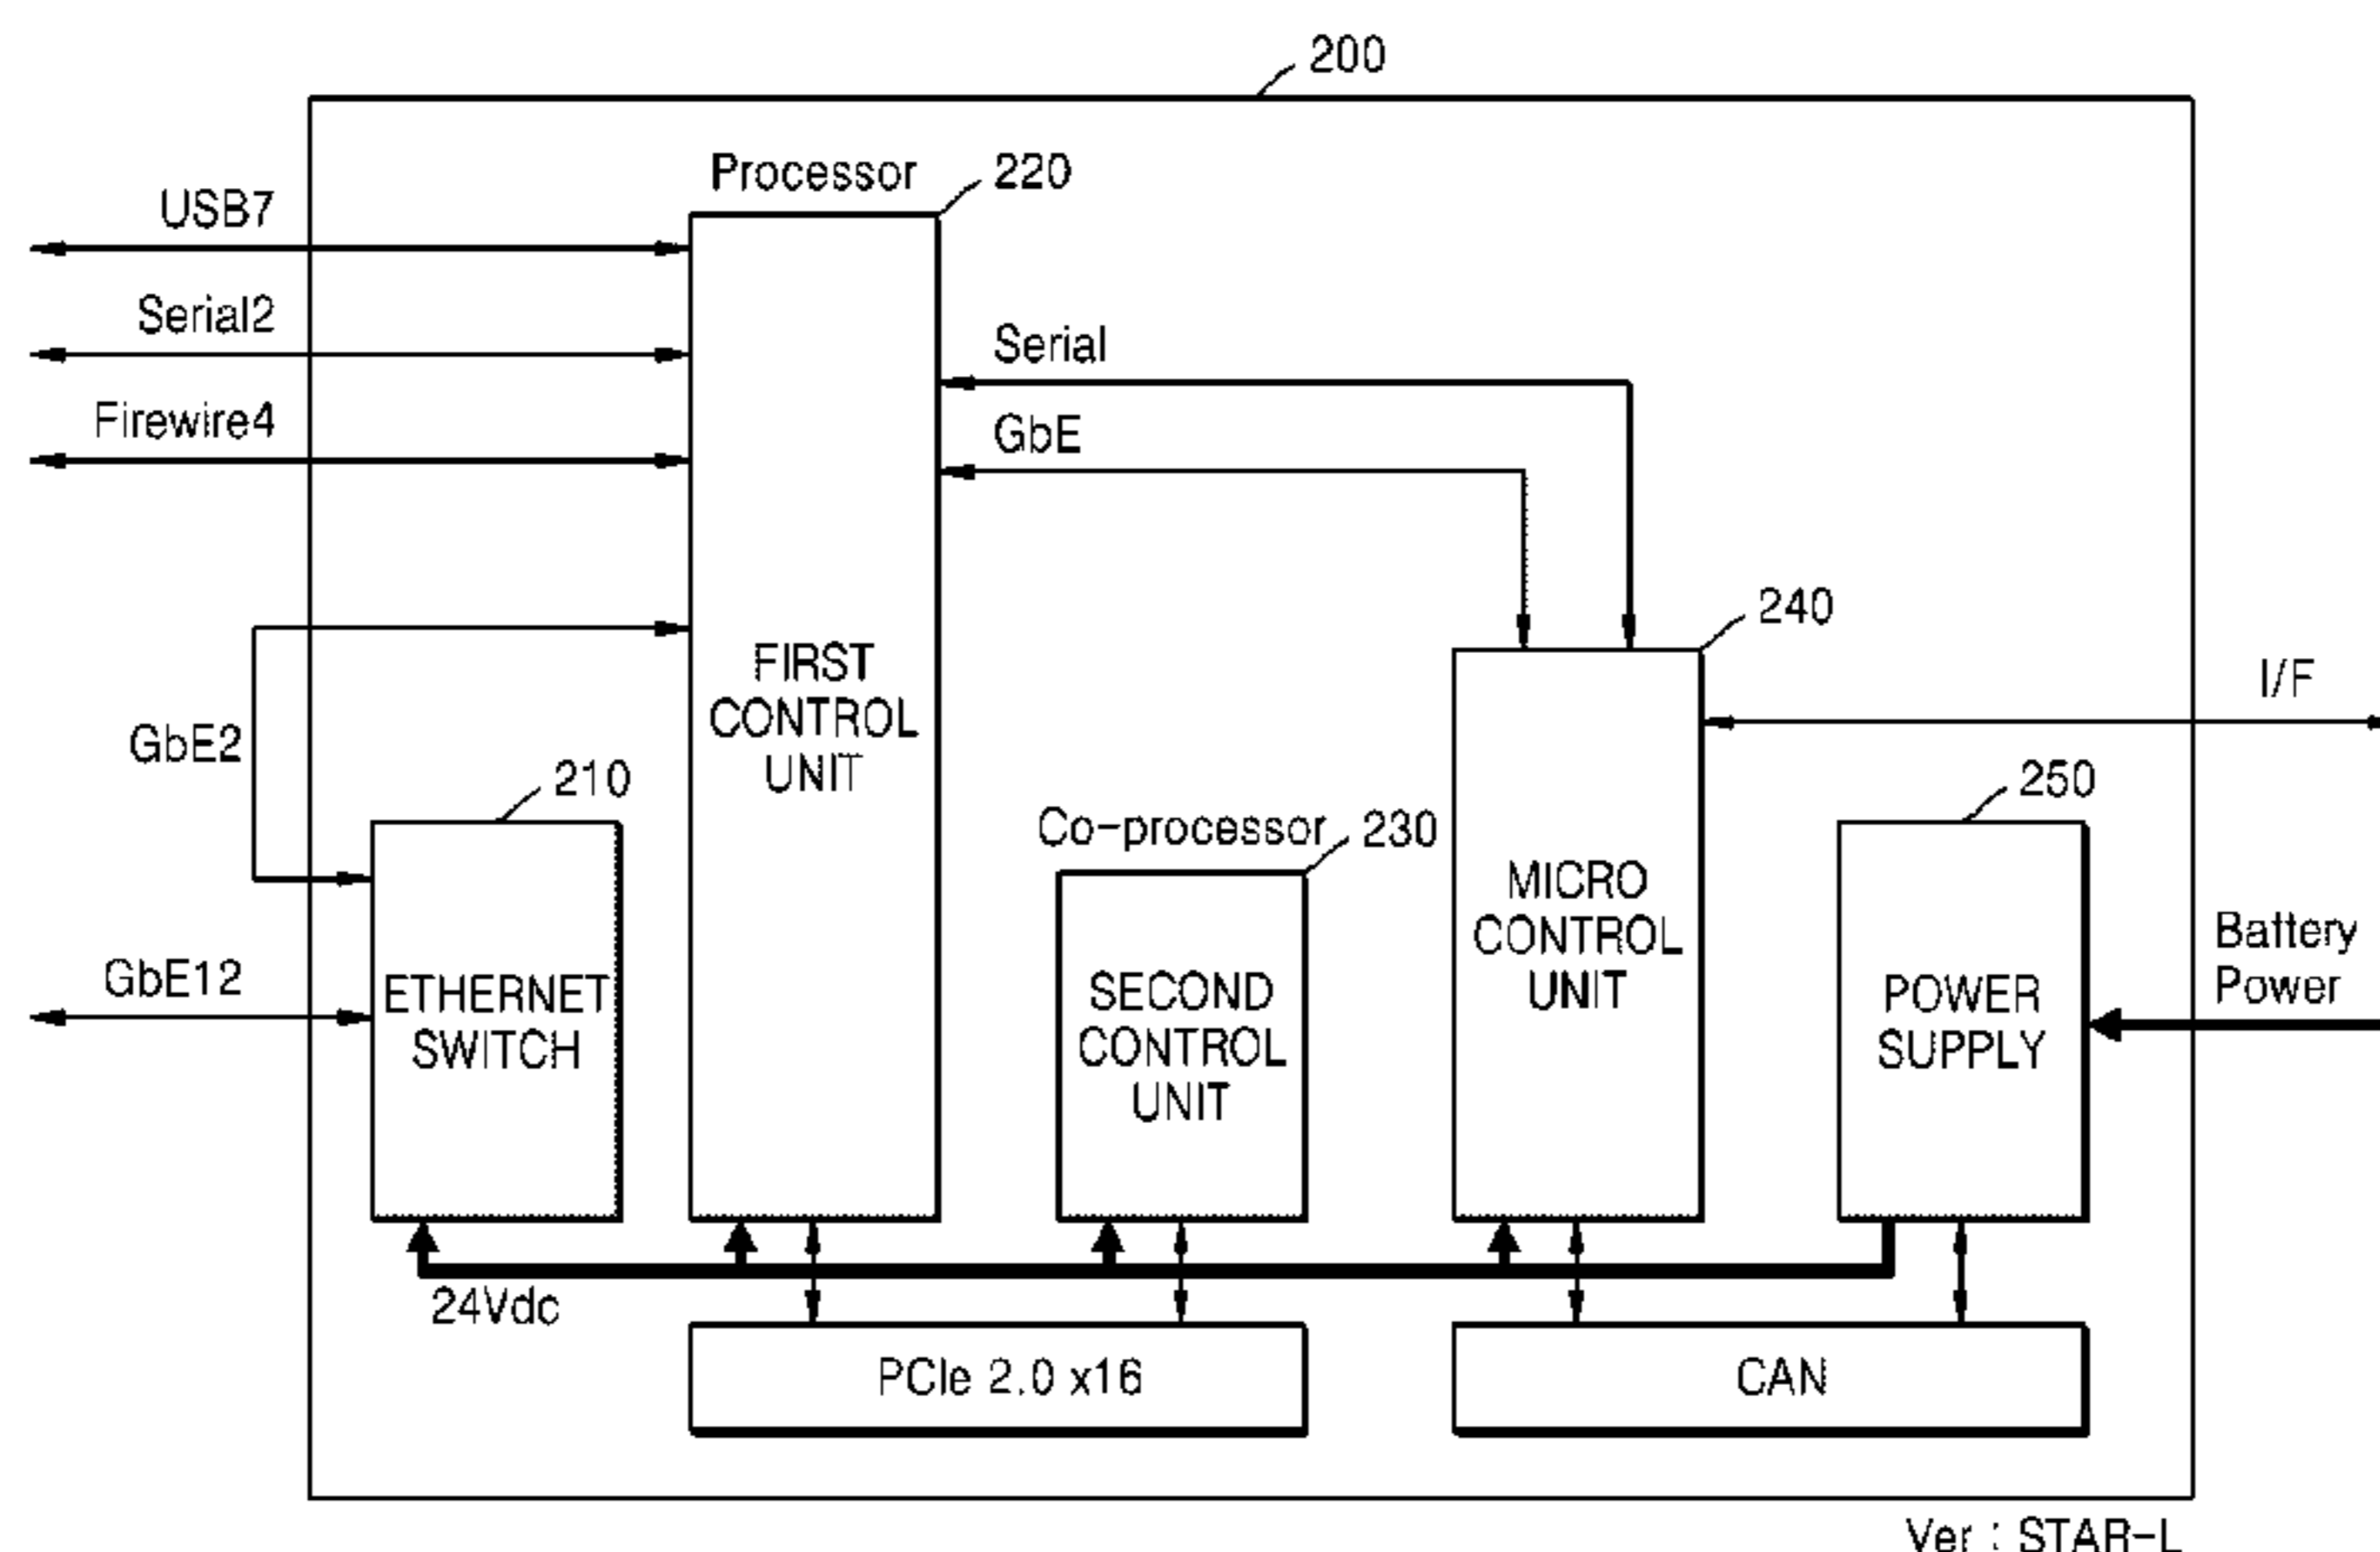 200
Processor
220
USB7
Serial2
Serial
Firewire4
GbE
240
FIRST
CONTROL
UNIT
I/F
GbE2
210
250
Co-processor
230
MICRO
CONTROL
UNIT
Battery
Power
GbE12
ETHERNET
SWITCH
SECOND
CONTROL
UNIT
POWER
SUPPLY
24Vdc
PCIe 2.0 x16
CAN
Ver : STAR-L